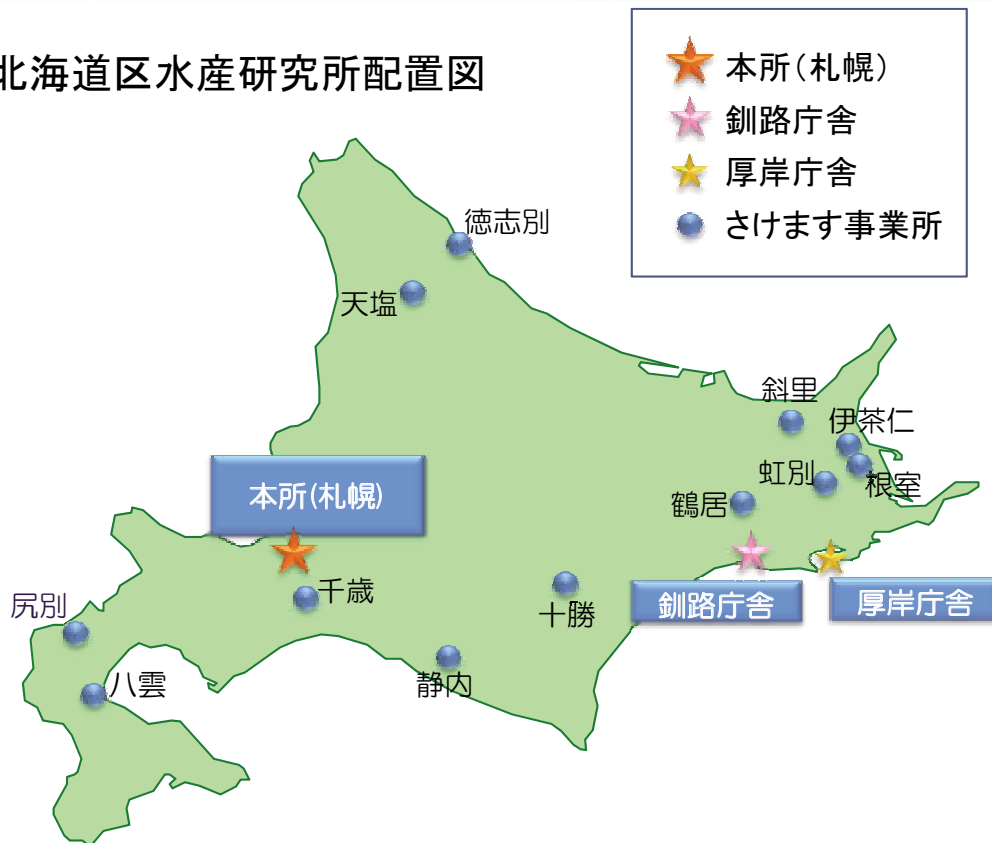 北海道区水産研究所配置図
本所(札幌)
釧路庁舎
厚岸庁舎
さけます事業所
徳志別
天塩
斜里
伊茶仁
虹別
根室
鶴居
本所(札幌)
千歳
尻別
十勝
釧路庁舎
厚岸庁舎
静内
八雲